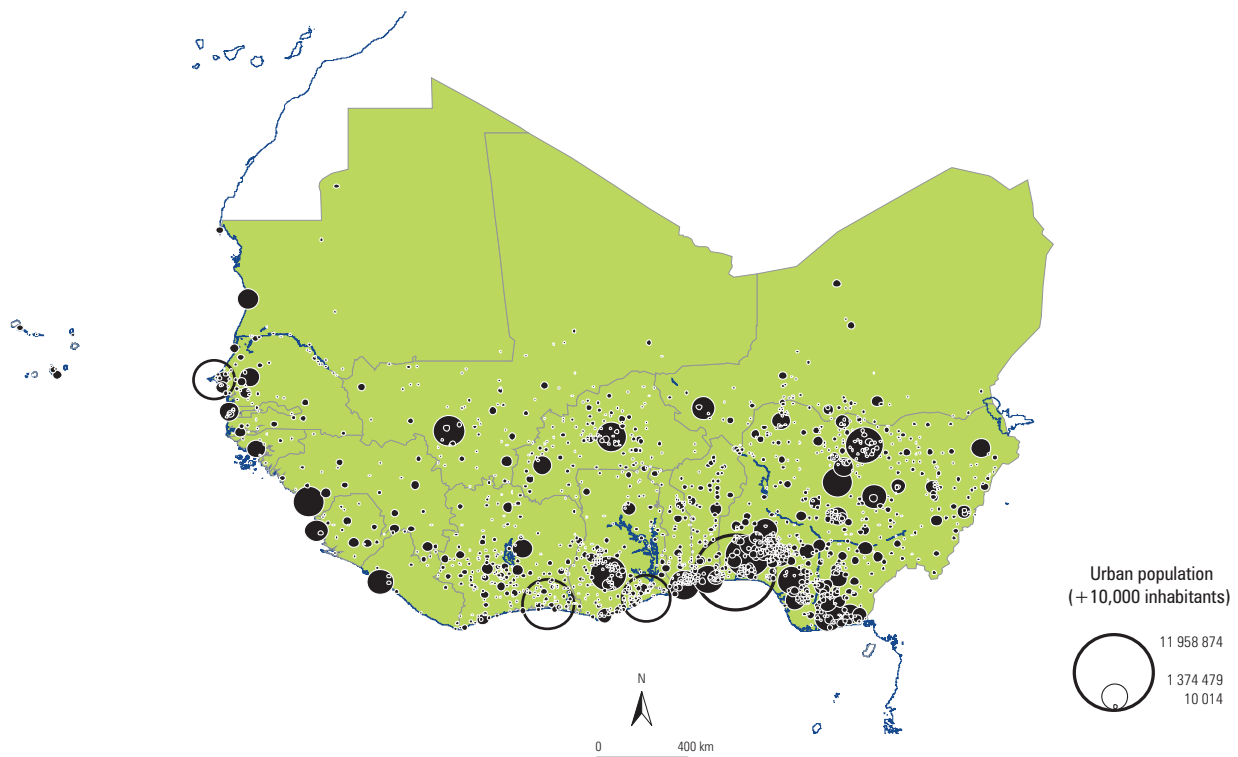 Urban population
(+10,000 inhabitants)
11 958 874
1 374 479
10 014
N
0 400 km